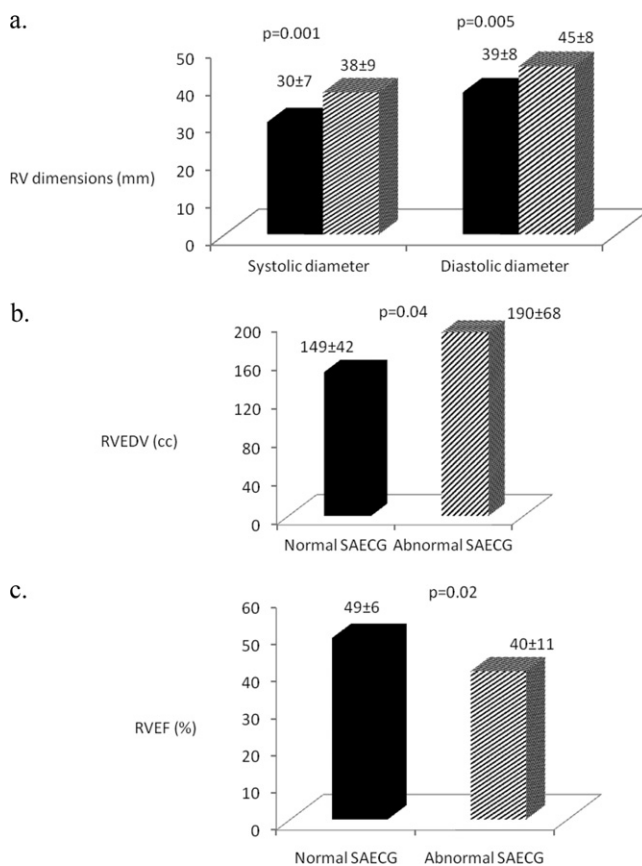 a.
p=0.001
p=0.005
45±8
38±9
39±8
30±7
50
40
30
20
10
0
RV dimensions (mm)
Systolic diameter
Diastolic diameter
b.
p=0.04
190±68
149±42
200
160
120
80
40
0
RVEDV (cc)
Normal SAECG
Abnormal SAECG
c.
p=0.02
49±6
40±11
60
50
40
30
20
10
0
RVEF (%)
Normal SAECG
Abnormal SAECG